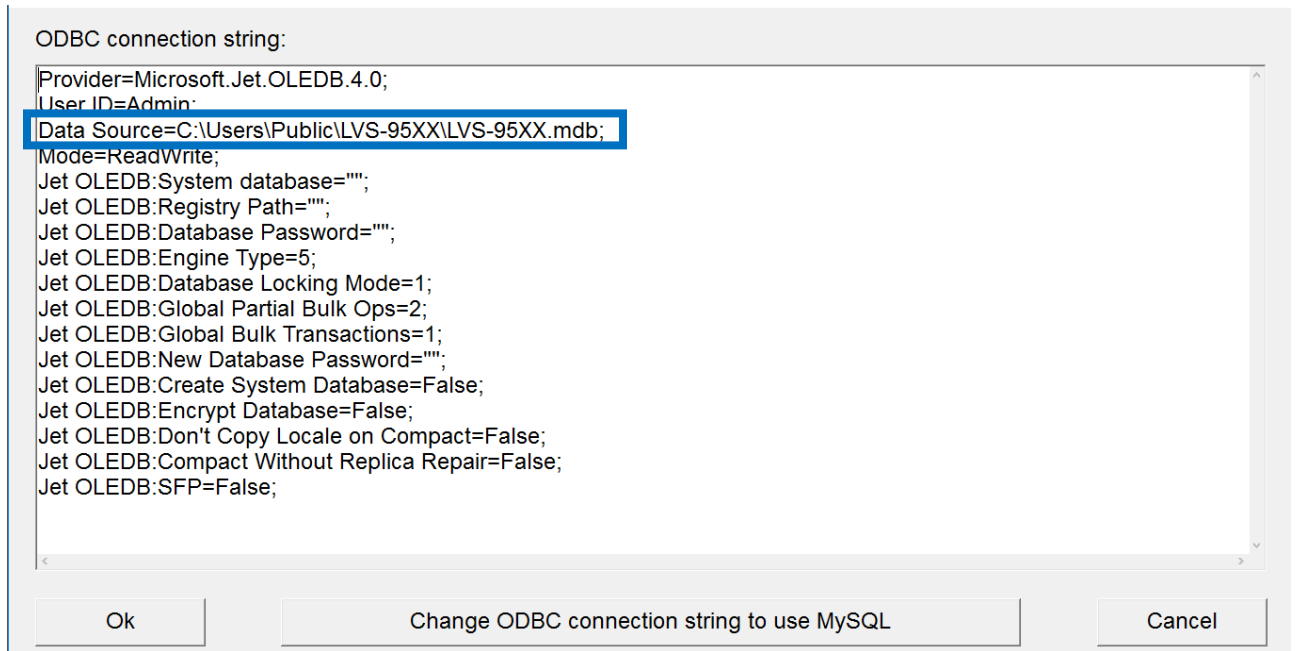 ODBC connection string:
Provider=Microsoft.Jet.OLEDB.4.0;
User ID=Admin;
Data Source=C:\Users\Public\LVS-95XX\LVS-95XX.mdb;
Mode=ReadWrite;
Jet OLEDB:System database="";
Jet OLEDB:Registry Path="";
Jet OLEDB:Database Password="";
Jet OLEDB:Engine Type=5;
Jet OLEDB:Database Locking Mode=1;
Jet OLEDB:Global Partial Bulk Ops=2;
Jet OLEDB:Global Bulk Transactions=1;
Jet OLEDB:New Database Password="";
Jet OLEDB:Create System Database=False;
Jet OLEDB:Encrypt Database=False;
Jet OLEDB:Don't Copy Locale on Compact=False;
Jet OLEDB:Compact Without Replica Repair=False;
Jet OLEDB:SFP=False;
Ok
Change ODBC connection string to use MySQL
Cancel